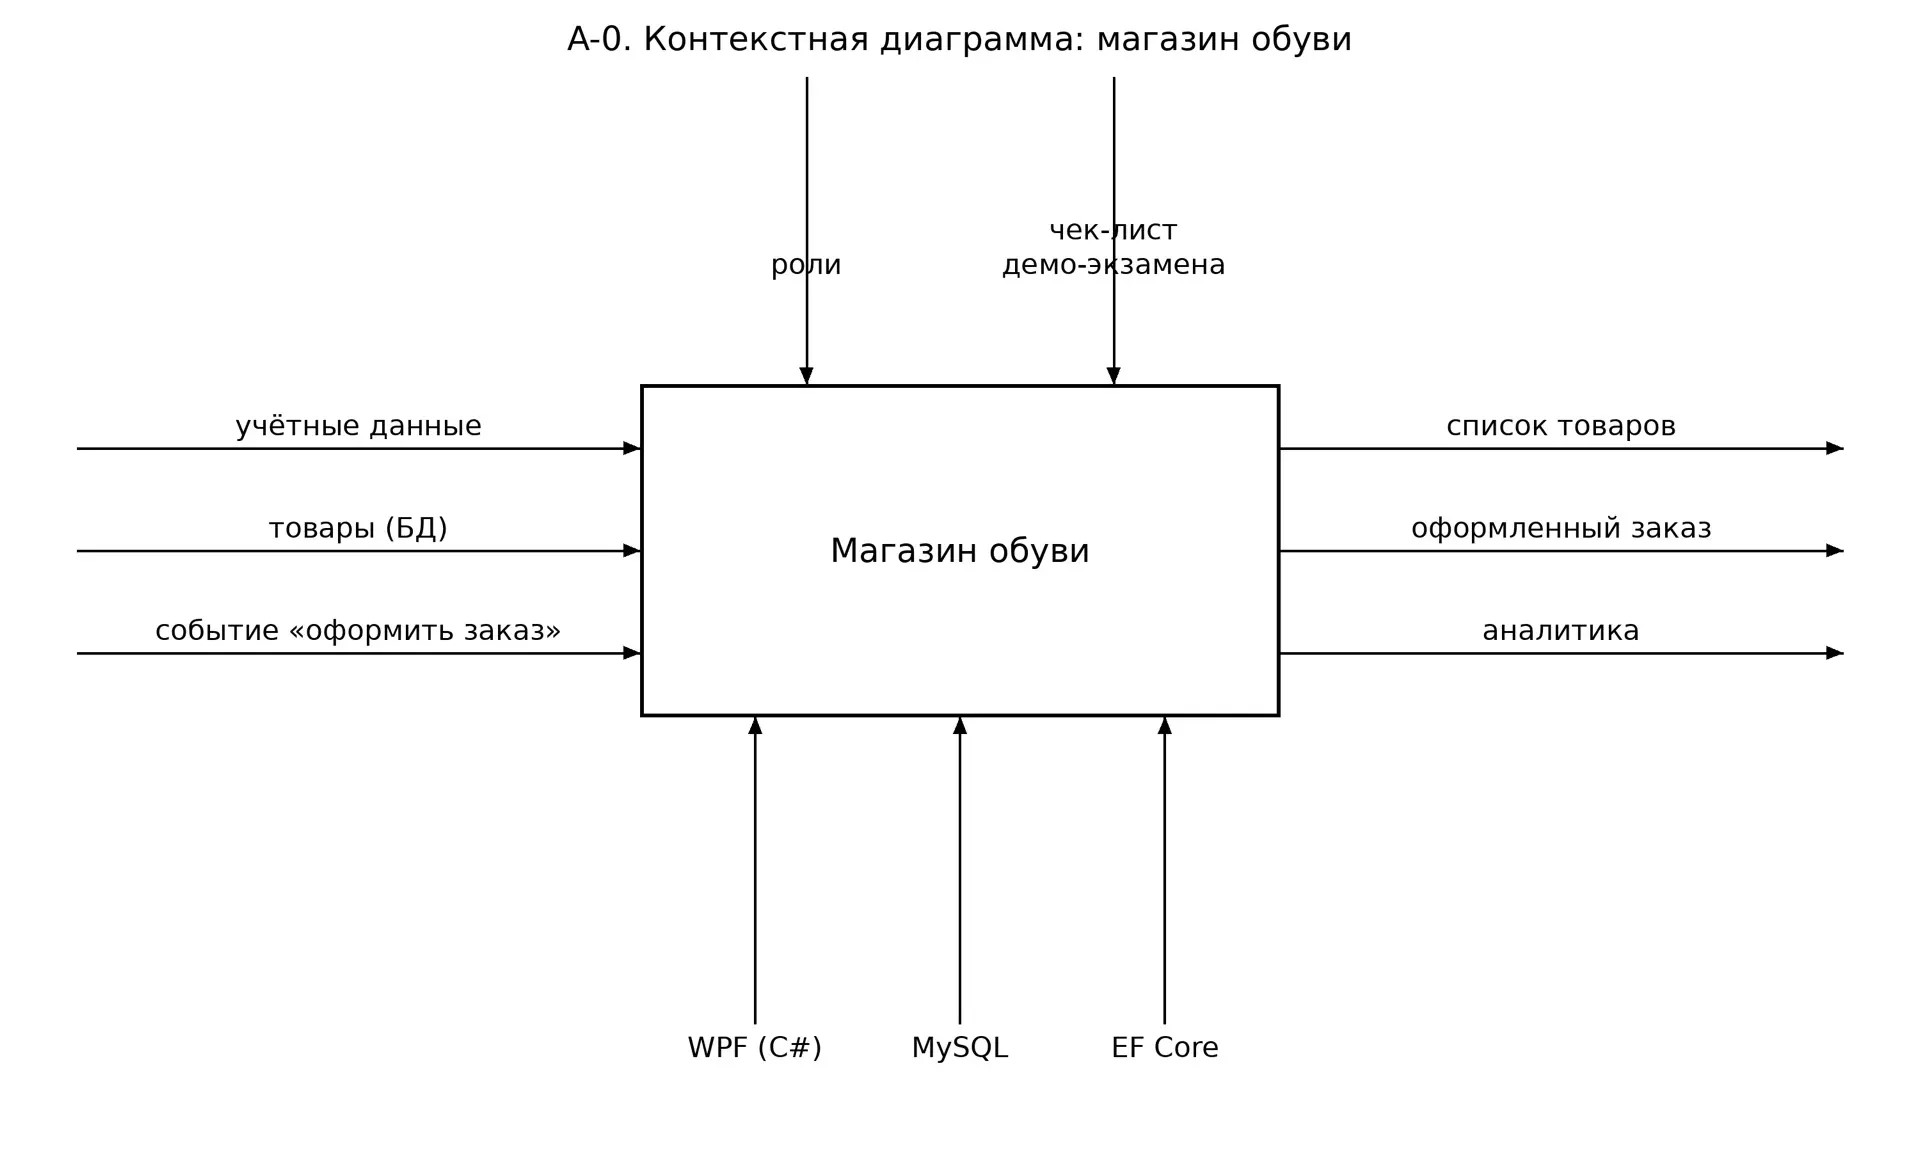 А-0. Контекстная диаграмма: магазин обуви
чек-лист
роли
демо-экзамена
учётные данные
список товаров
товары (БД)
оформленный заказ
Магазин обуви
событие «оформить заказ»
аналитика
WPF (C#)
MySQL
EF Core